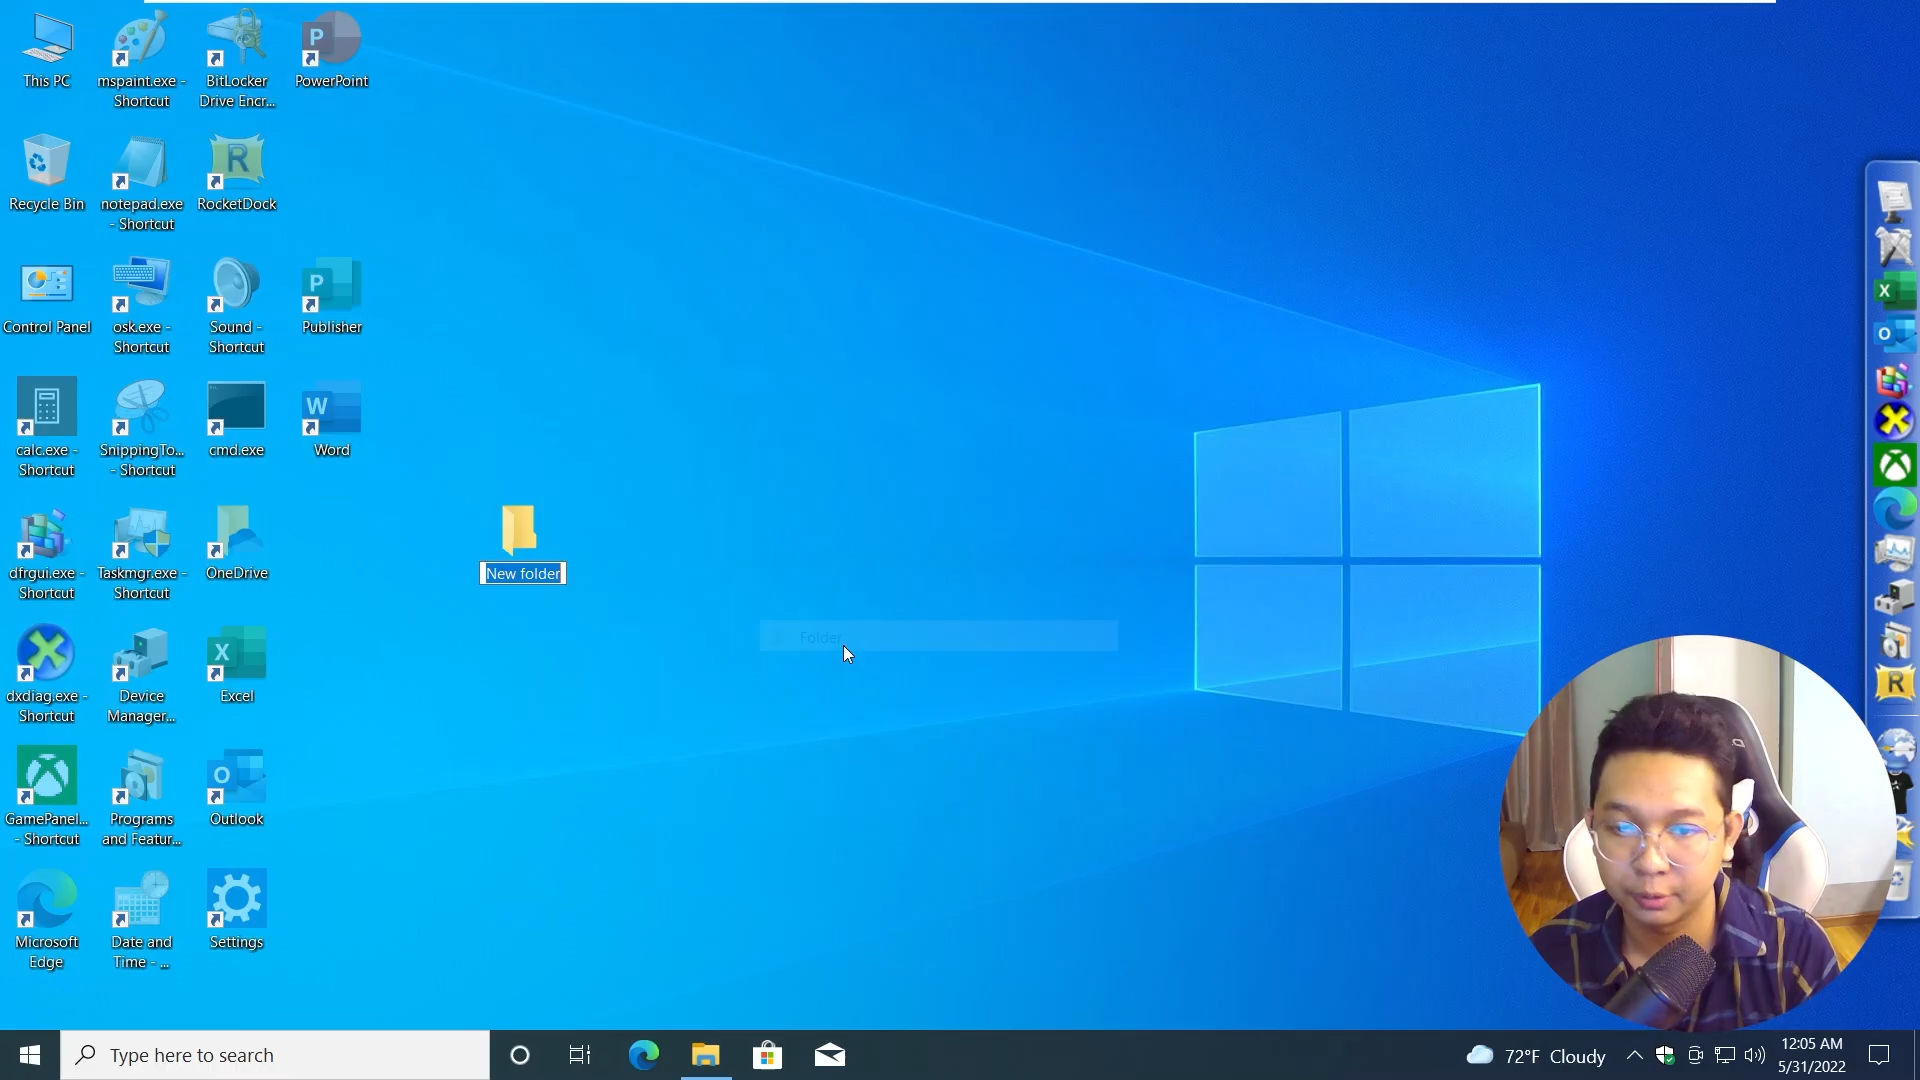 This PC
mspaint.exe -
Shortcut
BitLocker
Drive Encr...
PowerPoint
Recycle Bin
notepad.exe
- Shortcut
RocketDock
Control Panel
osk.exe -
Shortcut
Sound -
Shortcut
Publisher
calc.exe -
Shortcut
SnippingTo...
- Shortcut
cmd.exe
Word
dfrgui.exe -
Shortcut
Taskmgr.exe -
Shortcut
OneDrive
New folder
Folder
dxdiag.exe -
Shortcut
Device
Manager...
Excel
GamePanel...
- Shortcut
Programs
and Featur...
Outlook
Microsoft
Edge
Date and
Time - ...
Settings
Type here to search
72°F Cloudy
12:05 AM
5/31/2022